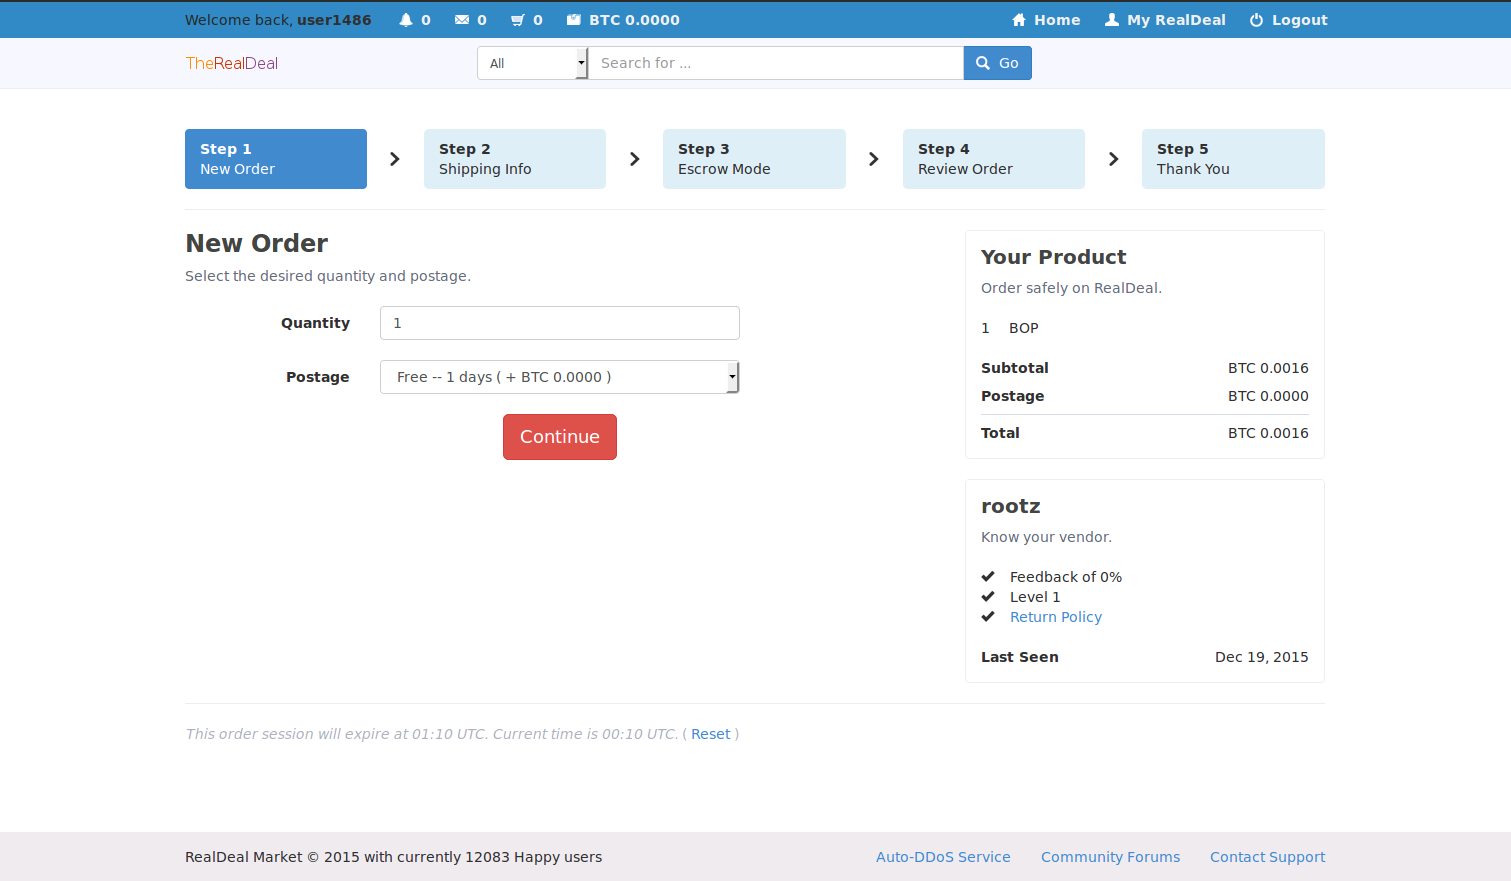 Welcome back, user1486 0 0 0 BTC 0.0000 Home My RealDeal Logout
TheRealDeal All Search for ... Go
Step 1 Step 2 Step 3 Step 4 Step 5
New Order Shipping Info Escrow Mode Review Order Thank You
New Order
Select the desired quantity and postage.
Quantity 1
Postage Free -- 1 days ( + BTC 0.0000 )
Continue
Your Product
Order safely on RealDeal.
1 BOP
Subtotal BTC 0.0016
Postage BTC 0.0000
Total BTC 0.0016
rootz
Know your vendor.
Feedback of 0%
Level 1
Return Policy
Last Seen Dec 19, 2015
This order session will expire at 01:10 UTC. Current time is 00:10 UTC. ( Reset )
RealDeal Market © 2015 with currently 12083 Happy users Auto-DDoS Service Community Forums Contact Support